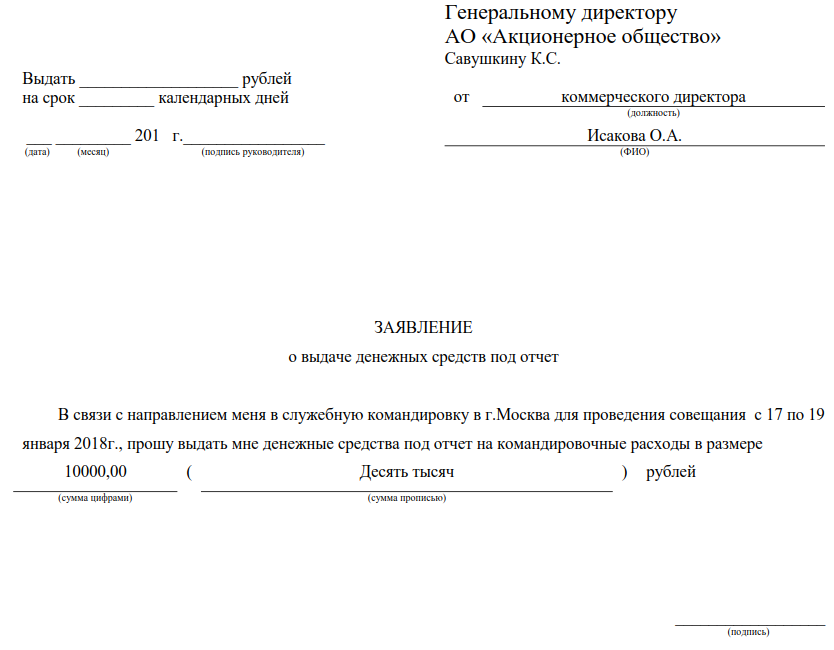 Генеральному директору
АО «Акционерное общество»
Савушкину К.С.
Выдать ___________________ рублей
на срок _________ календарных дней
от коммерческого директора
(должность)
___ _________ 201 г._________________
(дата) (месяц) (подпись руководителя)
Исакова О.А.
(ФИО)
ЗАЯВЛЕНИЕ
о выдаче денежных средств под отчет
В связи с направлением меня в служебную командировку в г.Москва для проведения совещания с 17 по 19
января 2018г., прошу выдать мне денежные средства под отчет на командировочные расходы в размере
10000,00 ( Десять тысяч ) рублей
(сумма цифрами) (сумма прописью)
(подпись)